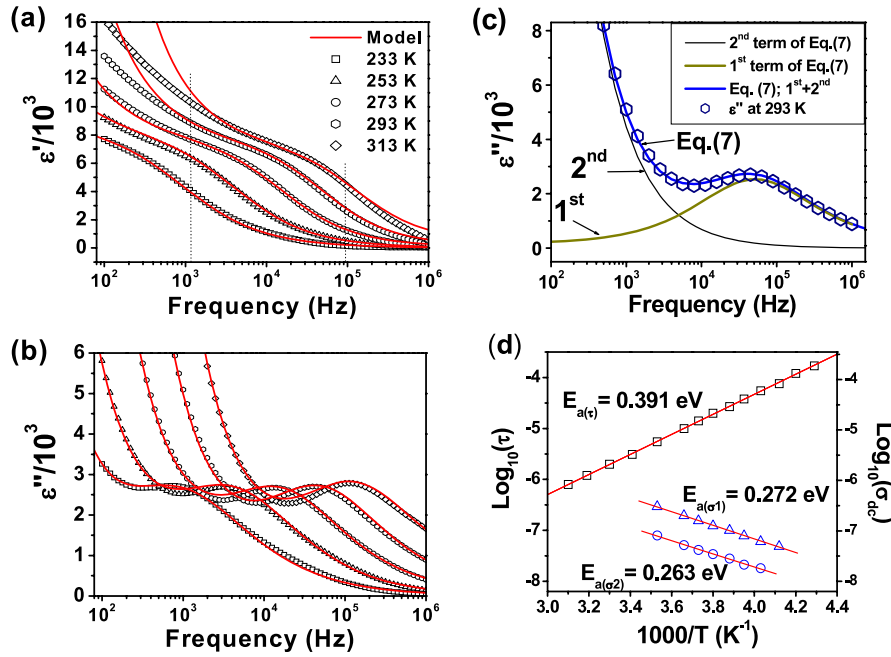 (a)
16
14
12
10
8
6
4
2
0
ε'/10³
Model
233 K
253 K
273 K
293 K
313 K
10² 10³ 10⁴ 10⁵ 10⁶
Frequency (Hz)
(b)
6
5
4
3
2
1
0
ε''/10³
10² 10³ 10⁴ 10⁵ 10⁶
Frequency (Hz)
(c)
8
6
4
2
0
ε''/10³
2ⁿᵈ term of Eq.(7)
1ˢᵗ term of Eq.(7)
Eq. (7); 1ˢᵗ+2ⁿᵈ
ε'' at 293 K
Eq.(7)
2ⁿᵈ
1ˢᵗ
10² 10³ 10⁴ 10⁵ 10⁶
Frequency (Hz)
(d)
-4
-5
-6
-7
-8
Log₁₀(τ)
Eₐ₍τ₎= 0.391 eV
Eₐ₍σ₁₎= 0.272 eV
Eₐ₍σ₂₎= 0.263 eV
-4
-5
-6
-7
-8
Log₁₀(σdc)
3.0 3.2 3.4 3.6 3.8 4.0 4.2 4.4
1000/T (K⁻¹)